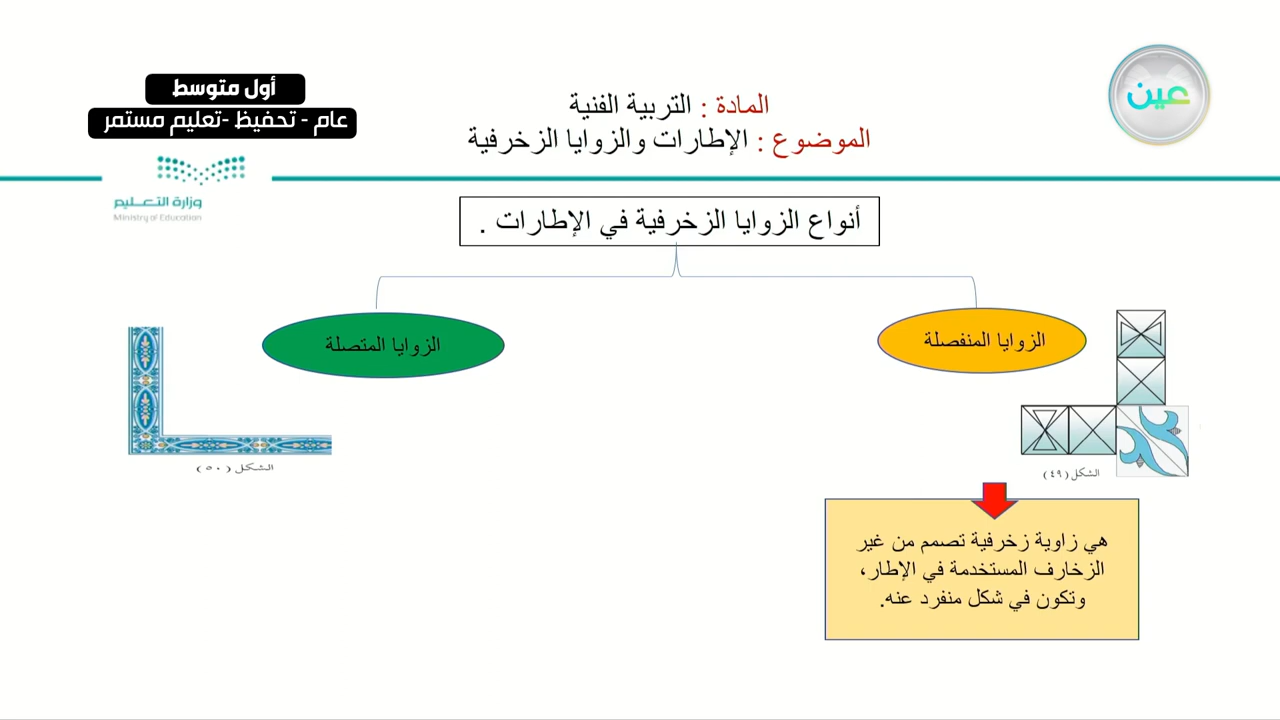 عين
أول متوسط
عام - تحفيظ -تعليم مستمر
المادة : التربية الفنية
الموضوع : الإطارات والزوايا الزخرفية
وزارة التعـــليم
Ministry of Education
أنواع الزوايا الزخرفية في الإطارات .
الزوايا المنفصلة
الزوايا المتصلة
الشكل (٤٩)
الشكل (٥٠)
هي زاوية زخرفية تصمم من غير
الزخارف المستخدمة في الإطار،
وتكون في شكل منفرد عنه.